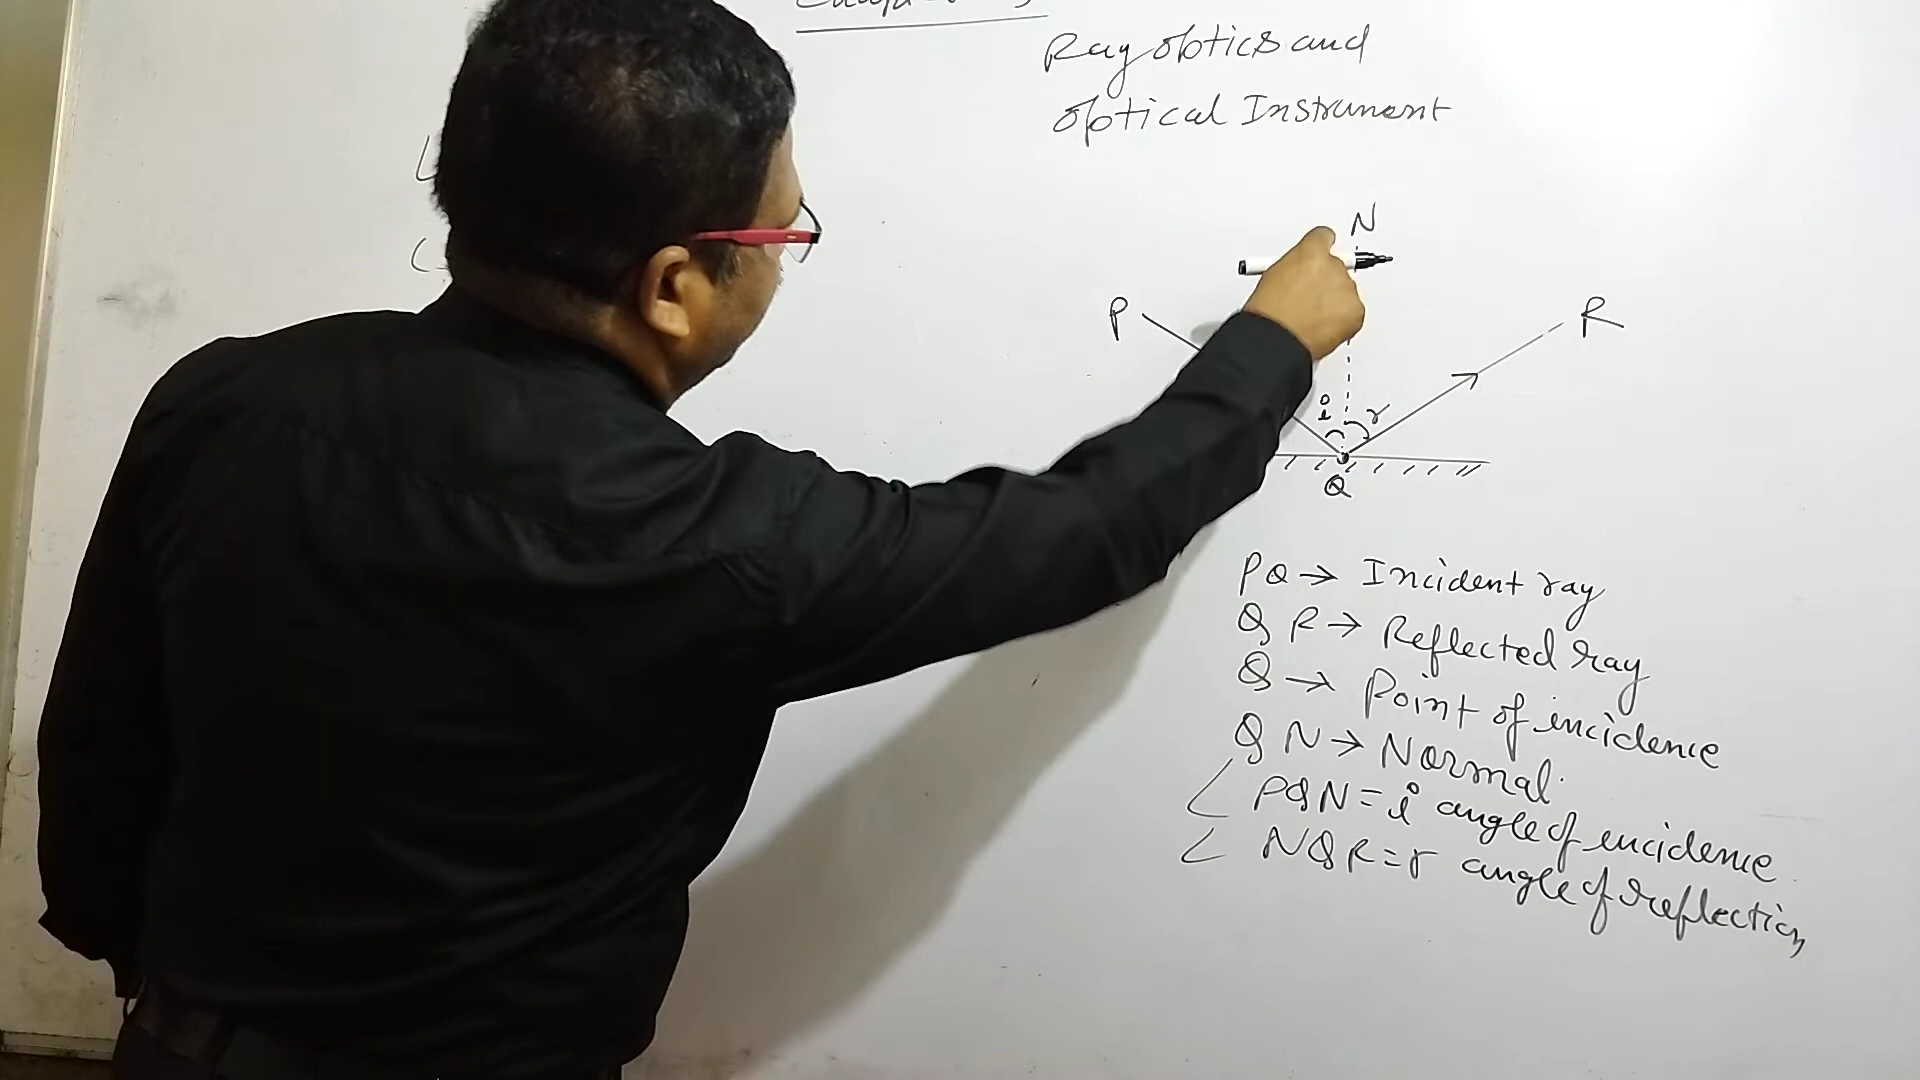 Ray optics and
optical Instrument
N
P
R
i r
Q
PQ → Incident ray
QR → Reflected ray
Q → Point of incidence
QN → Normal.
∠ PQN = i angle of incidence
∠ NQR = r angle of reflection